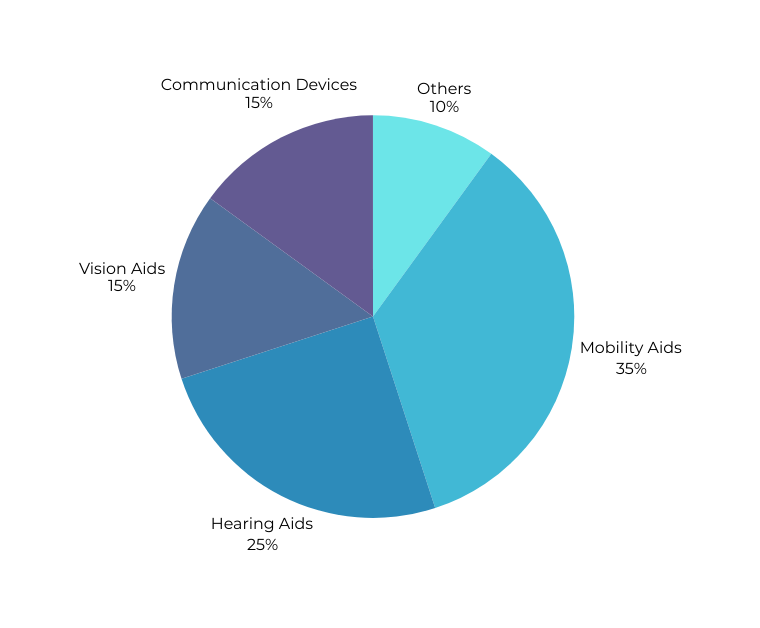 Communication Devices
15%
Others
10%
Vision Aids
15%
Mobility Aids
35%
Hearing Aids
25%